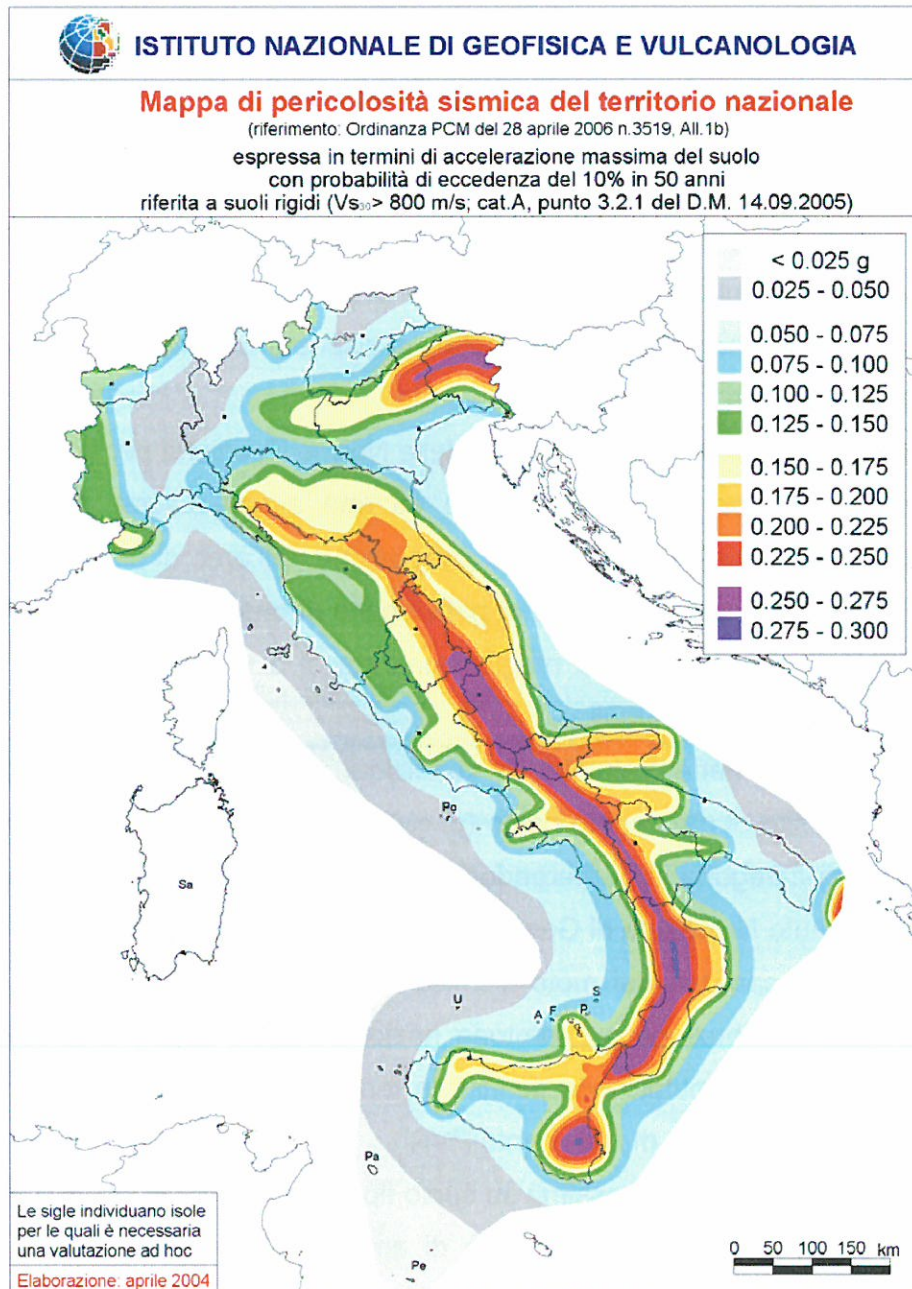 ISTITUTO NAZIONALE DI GEOFISICA E VULCANOLOGIA
Mappa di pericolosità sismica del territorio nazionale
(riferimento: Ordinanza PCM del 28 aprile 2006 n.3519, All.1b)
espressa in termini di accelerazione massima del suolo
con probabilità di eccedenza del 10% in 50 anni
riferita a suoli rigidi (Vs30> 800 m/s; cat.A, punto 3.2.1 del D.M. 14.09.2005)
< 0.025 g
0.025 - 0.050
0.050 - 0.075
0.075 - 0.100
0.100 - 0.125
0.125 - 0.150
0.150 - 0.175
0.175 - 0.200
0.200 - 0.225
0.225 - 0.250
0.250 - 0.275
0.275 - 0.300
Po
Sa
S
U
A
F
P
Pa
Pe
Le sigle individuano isole
per le quali è necessaria
una valutazione ad hoc
Elaborazione: aprile 2004
0 50 100 150 km